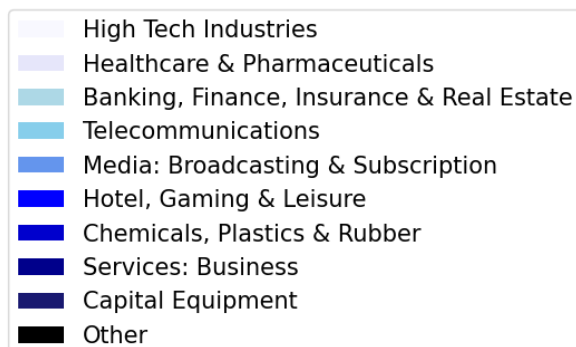 High Tech Industries
Healthcare & Pharmaceuticals
Banking, Finance, Insurance & Real Estate
Telecommunications
Media: Broadcasting & Subscription
Hotel, Gaming & Leisure
Chemicals, Plastics & Rubber
Services: Business
Capital Equipment
Other